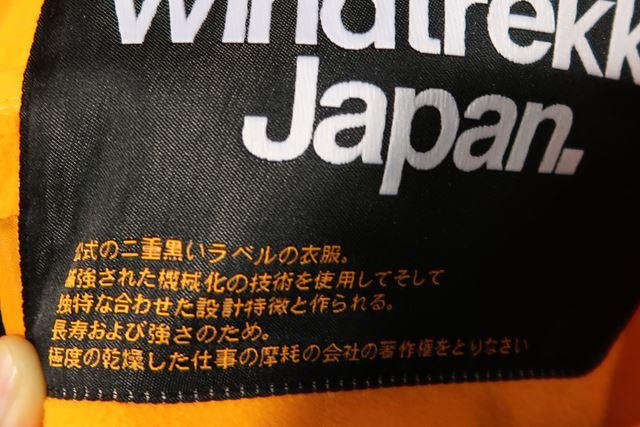 windtrekk
Japan.
公式の二重黒いラベルの衣服。
強された機械化の技術を使用してそして
独特な合わせた設計特徴と作られる。
長寿および強さのため。
極度の乾燥した仕事の摩耗の会社の著作権をとりなさい